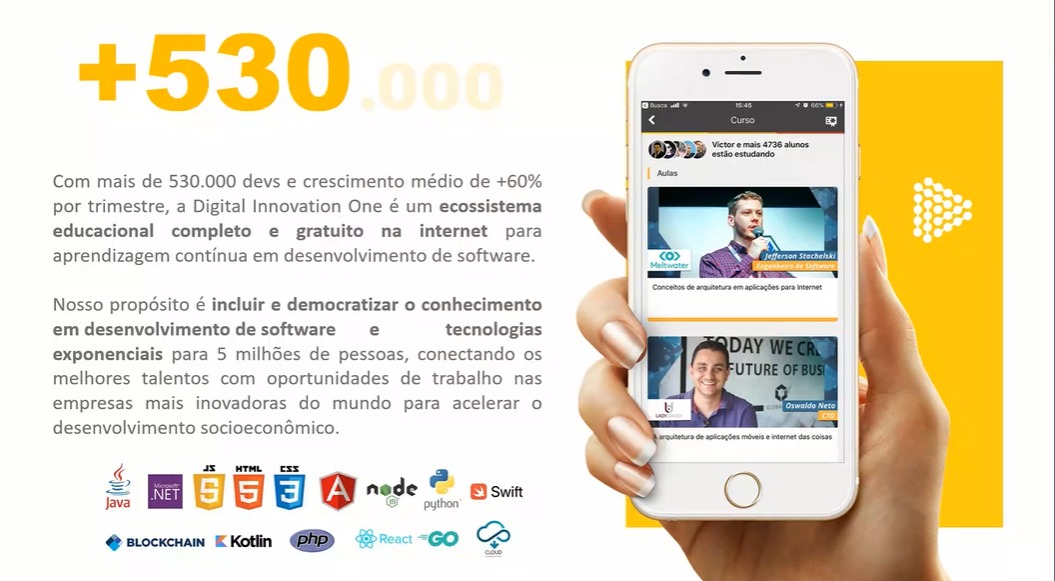 +530.000
Com mais de 530.000 devs e crescimento médio de +60%
por trimestre, a Digital Innovation One é um ecossistema
educacional completo e gratuito na internet para
aprendizagem contínua em desenvolvimento de software.
Nosso propósito é incluir e democratizar o conhecimento
em desenvolvimento de software e tecnologias
exponenciais para 5 milhões de pessoas, conectando os
melhores talentos com oportunidades de trabalho nas
empresas mais inovadoras do mundo para acelerar o
desenvolvimento socioeconômico.
Java
Microsoft
.NET
JS
5
HTML
5
CSS
3
A
node
JS
python
Swift
BLOCKCHAIN
Kotlin
php
React
GO
CLOUD
Busca
15:45
66%
Curso
Victor e mais 4736 alunos
estão estudando
Aulas
Meltwater
Jefferson Stachelski
Engenheiro de Software
Conceitos de arquitetura em aplicações para Internet
TODAY WE CR
FUTURE OF BUSI
Oswaldo Neto
CTO
A arquitetura de aplicações móveis e internet das coisas